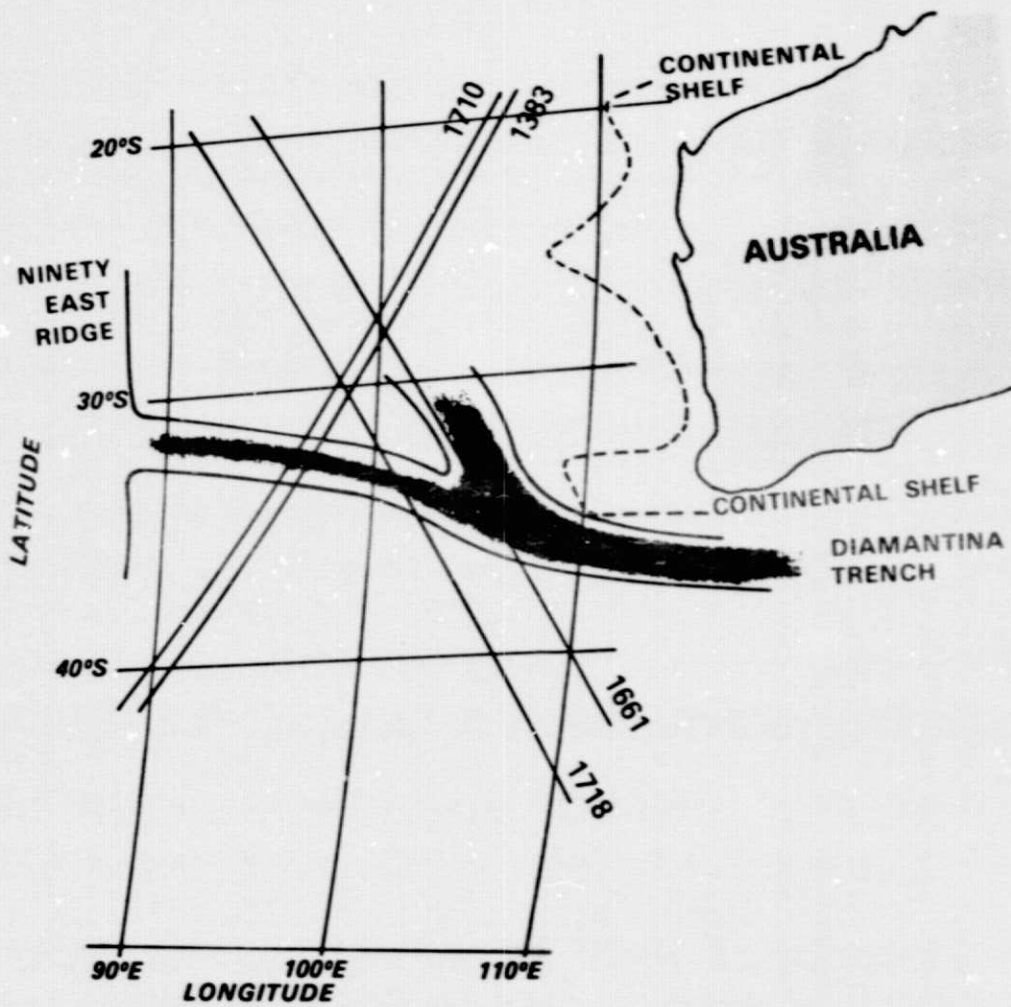 CONTINENTAL
SHELF
1710
1383
20°S
AUSTRALIA
NINETY
EAST
RIDGE
30°S
LATITUDE
CONTINENTAL SHELF
DIAMANTINA
TRENCH
40°S
1661
1718
90°E
100°E
110°E
LONGITUDE